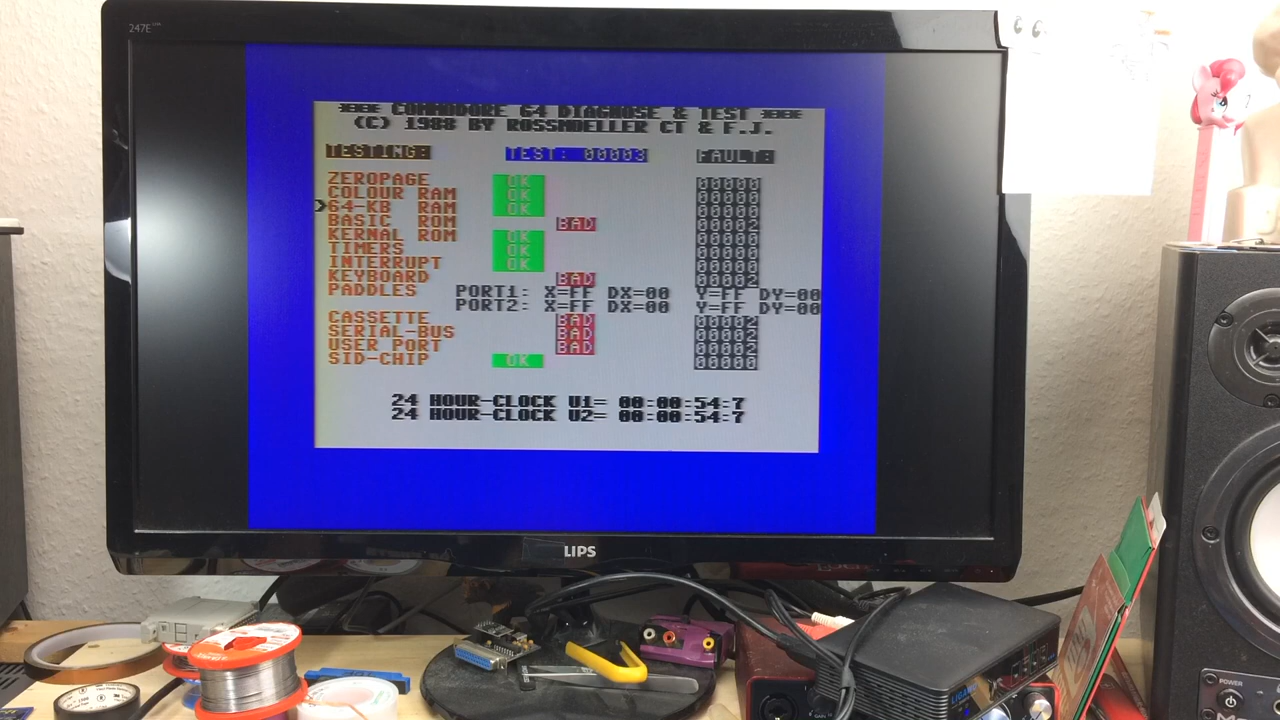 247E
*** COMMODORE 64 DIAGNOSE & TEST ***
(C) 1988 BY ROSSMOELLER CT & F.J.
TESTING: TEST: 00003 FAULT:
ZEROPAGE OK 00000
COLOUR RAM OK 00000
>64-KB RAM OK 00000
BASIC ROM BAD 00002
KERNAL ROM OK 00000
TIMERS OK 00000
INTERRUPT OK 00000
KEYBOARD BAD 00002
PADDLES PORT1: X=FF DX=00 Y=FF DY=00
PORT2: X=FF DX=00 Y=FF DY=00
CASSETTE BAD 00002
SERIAL-BUS BAD 00002
USER PORT BAD 00002
SID-CHIP OK 00000
24 HOUR-CLOCK U1= 00:00:54:7
24 HOUR-CLOCK U2= 00:00:54:7
LIPS
POWER